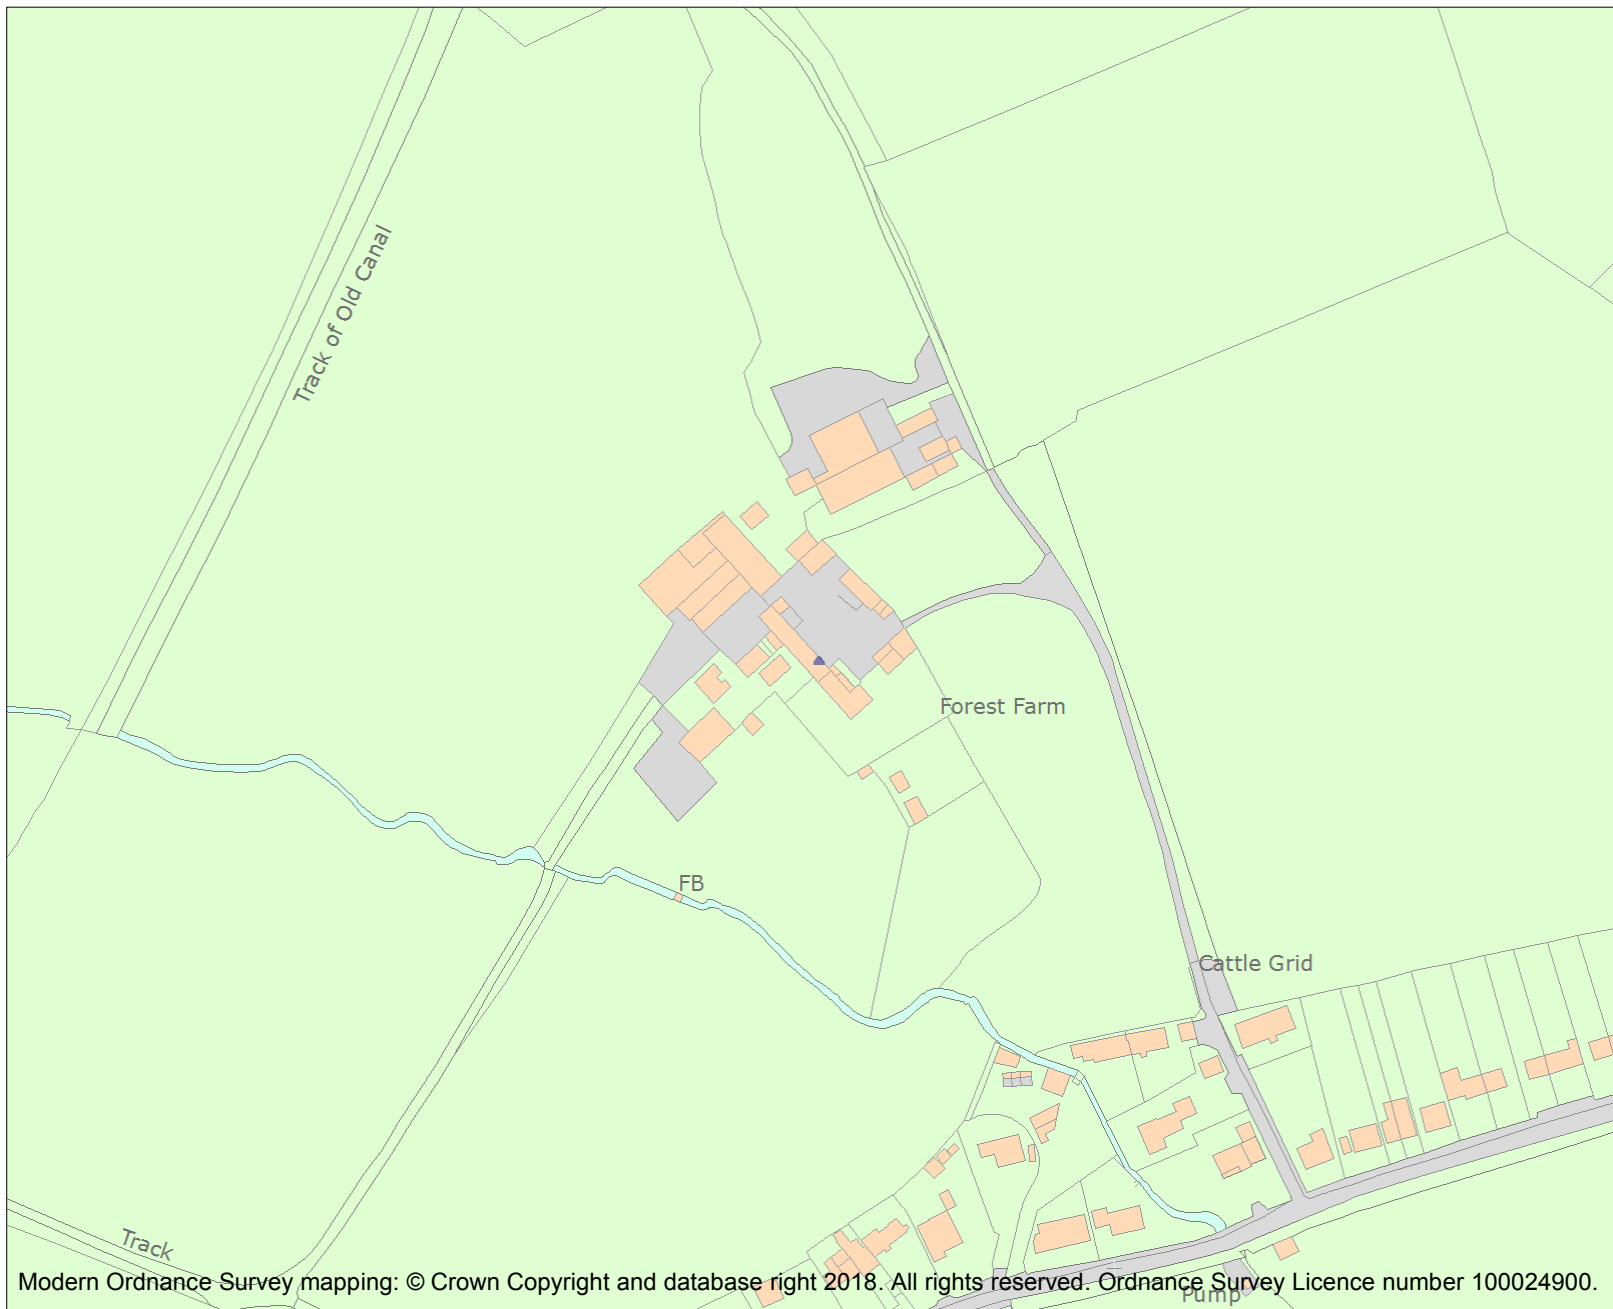 Track of Old Canal
Forest Farm
FB
Cattle Grid
Track
Modern Ordnance Survey mapping: © Crown Copyright and database right 2018. All rights reserved. Ordnance Survey Licence number 100024900.
Pump